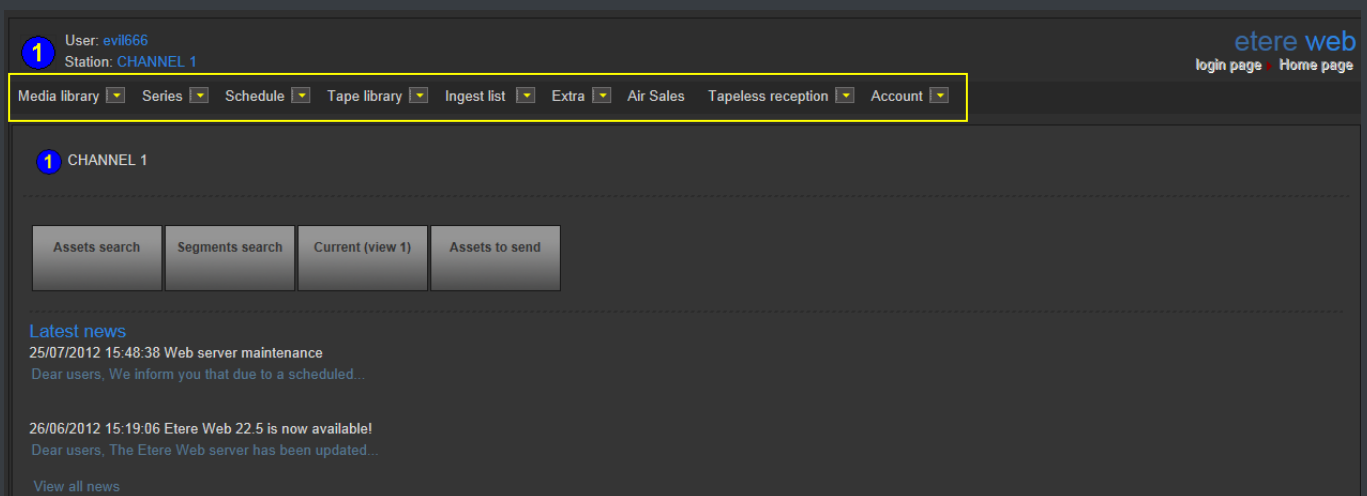 1
User: evil666
Station: CHANNEL 1
etere web
login page Home page
Media library Series Schedule Tape library Ingest list Extra Air Sales Tapeless reception Account
1 CHANNEL 1
Assets search Segments search Current (view 1) Assets to send
Latest news
25/07/2012 15:48:38 Web server maintenance
Dear users, We inform you that due to a scheduled...
26/06/2012 15:19:06 Etere Web 22.5 is now available!
Dear users, The Etere Web server has been updated...
View all news